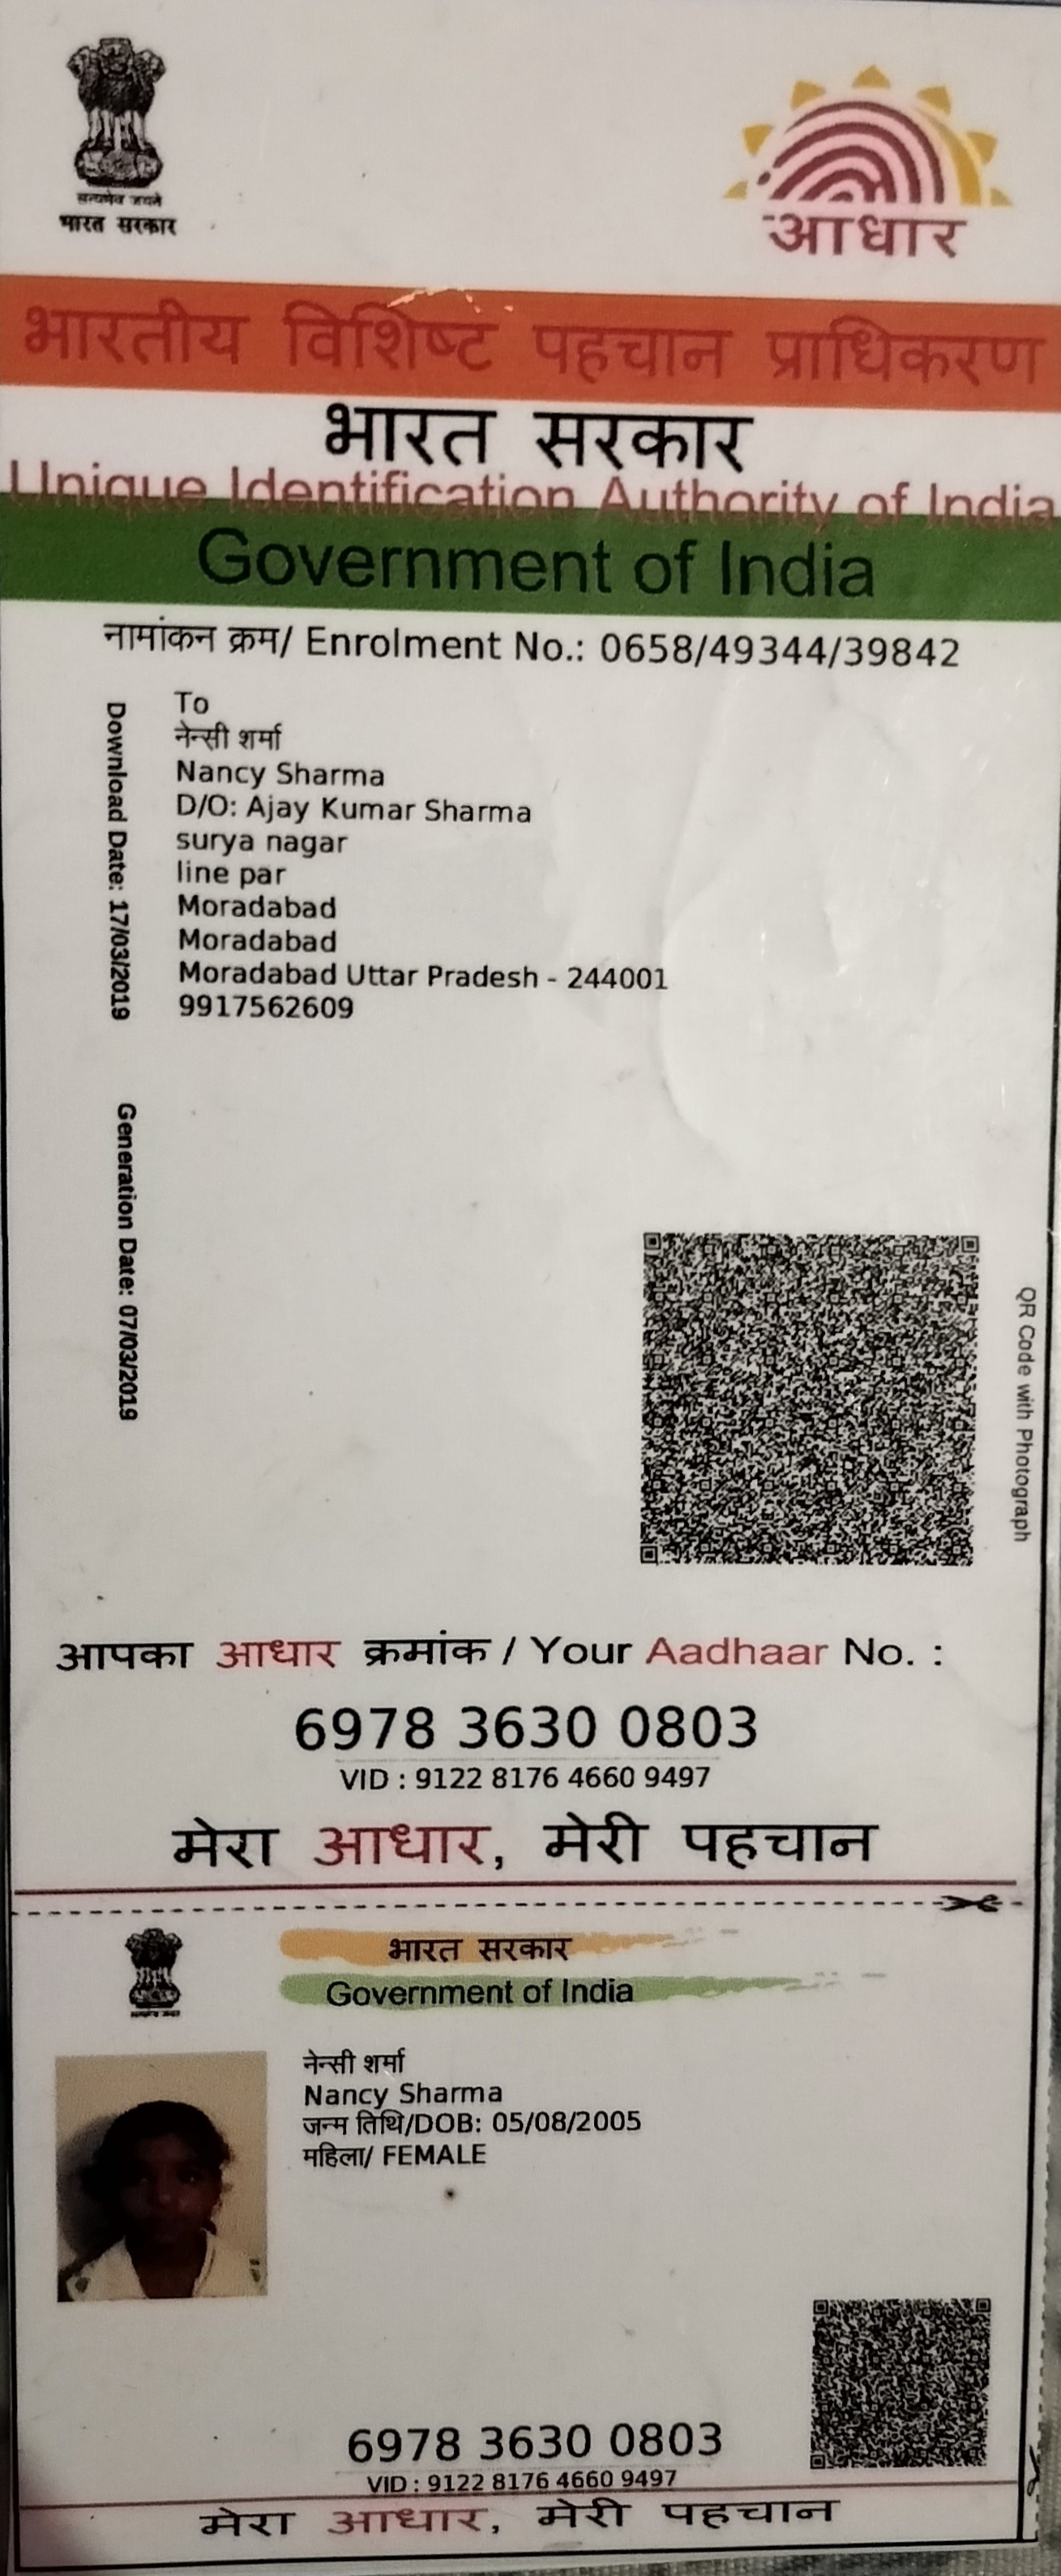 सत्यमेव जयते
भारत सरकार
आधार
भारतीय विशिष्ट पहचान प्राधिकरण
भारत सरकार
Unique Identification Authority of India
Government of India
नामांकन क्रम/ Enrolment No.: 0658/49344/39842
To
नेन्सी शर्मा
Nancy Sharma
D/O: Ajay Kumar Sharma
surya nagar
line par
Moradabad
Moradabad
Moradabad Uttar Pradesh - 244001
9917562609
Download Date: 17/03/2019
Generation Date: 07/03/2019
QR Code with Photograph
आपका आधार क्रमांक / Your Aadhaar No. :
6978 3630 0803
VID : 9122 8176 4660 9497
मेरा आधार, मेरी पहचान
भारत सरकार
Government of India
नेन्सी शर्मा
Nancy Sharma
जन्म तिथि/DOB: 05/08/2005
महिला/ FEMALE
6978 3630 0803
VID : 9122 8176 4660 9497
मेरा आधार, मेरी पहचान